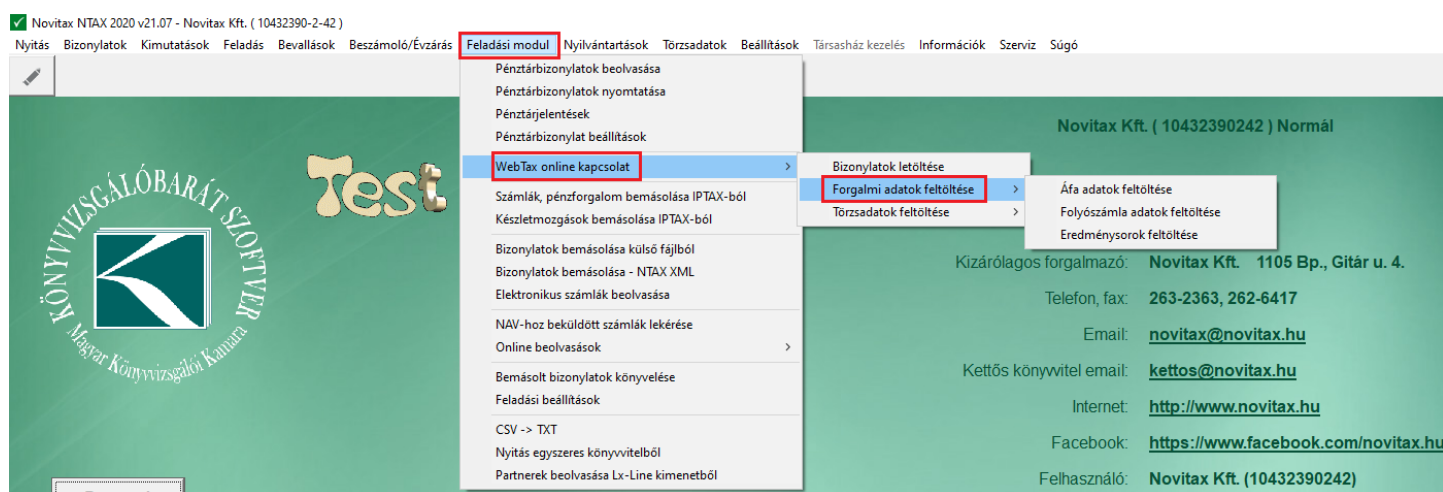 Novitax NTAX 2020 v21.07 - Novitax Kft. ( 10432390-2-42 )
Nyitás Bizonylatok Kimutatások Feladás Bevallások Beszámoló/Évzárás Feladási modul Nyilvántartások Törzsadatok Beállítások Társasház kezelés Információk Szerviz Súgó
Pénztárbizonylatok beolvasása
Pénztárbizonylatok nyomtatása
Pénztárjelentések
Pénztárbizonylat beállítások
WebTax online kapcsolat
Számlák, pénzforgalom bemásolása IPTAX-ból
Készletmozgások bemásolása IPTAX-ból
Bizonylatok bemásolása külső fájlból
Bizonylatok bemásolása - NTAX XML
Elektronikus számlák beolvasása
NAV-hoz beküldött számlák lekérése
Online beolvasások
Bemásolt bizonylatok könyvelése
Feladási beállítások
CSV -> TXT
Nyitás egyszeres könyvvitelből
Partnerek beolvasása Lx-Line kimenetből
Bizonylatok letöltése
Forgalmi adatok feltöltése
Törzsadatok feltöltése
Áfa adatok feltöltése
Folyószámla adatok feltöltése
Eredménysorok feltöltése
KÖNYVVIZSGÁLÓBARÁT SZOFTVER
Magyar Könyvvizsgálói Kamara
Test
Novitax Kft. ( 10432390242 ) Normál
Kizárólagos forgalmazó: Novitax Kft. 1105 Bp., Gitár u. 4.
Telefon, fax: 263-2363, 262-6417
Email: novitax@novitax.hu
Kettős könyvvitel email: kettos@novitax.hu
Internet: http://www.novitax.hu
Facebook: https://www.facebook.com/novitax.hu
Felhasználó: Novitax Kft. (10432390242)